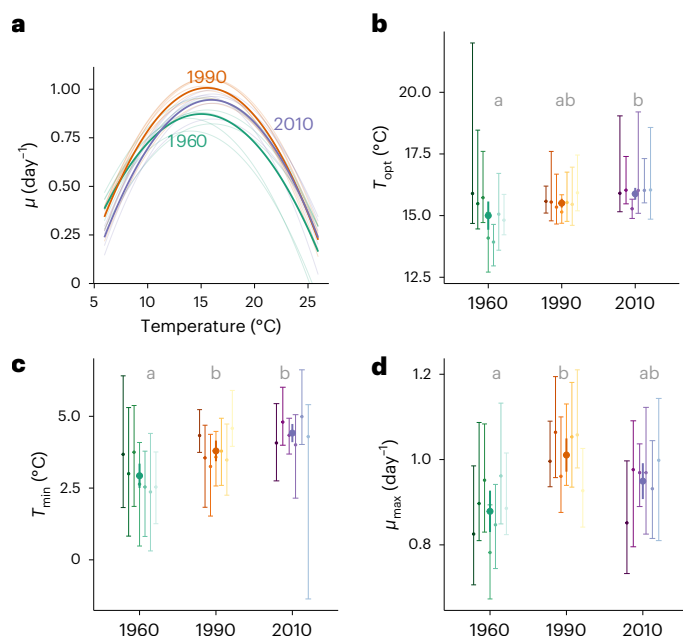 a
1990
2010
1960
μ (day⁻¹)
1.00
0.75
0.50
0.25
0
5
10
15
20
25
Temperature (°C)
b
a
ab
b
T_opt (°C)
20.0
17.5
15.0
12.5
1960
1990
2010
c
a
b
b
T_min (°C)
5.0
2.5
0
1960
1990
2010
d
a
b
ab
μ_max (day⁻¹)
1.2
1.0
0.8
1960
1990
2010